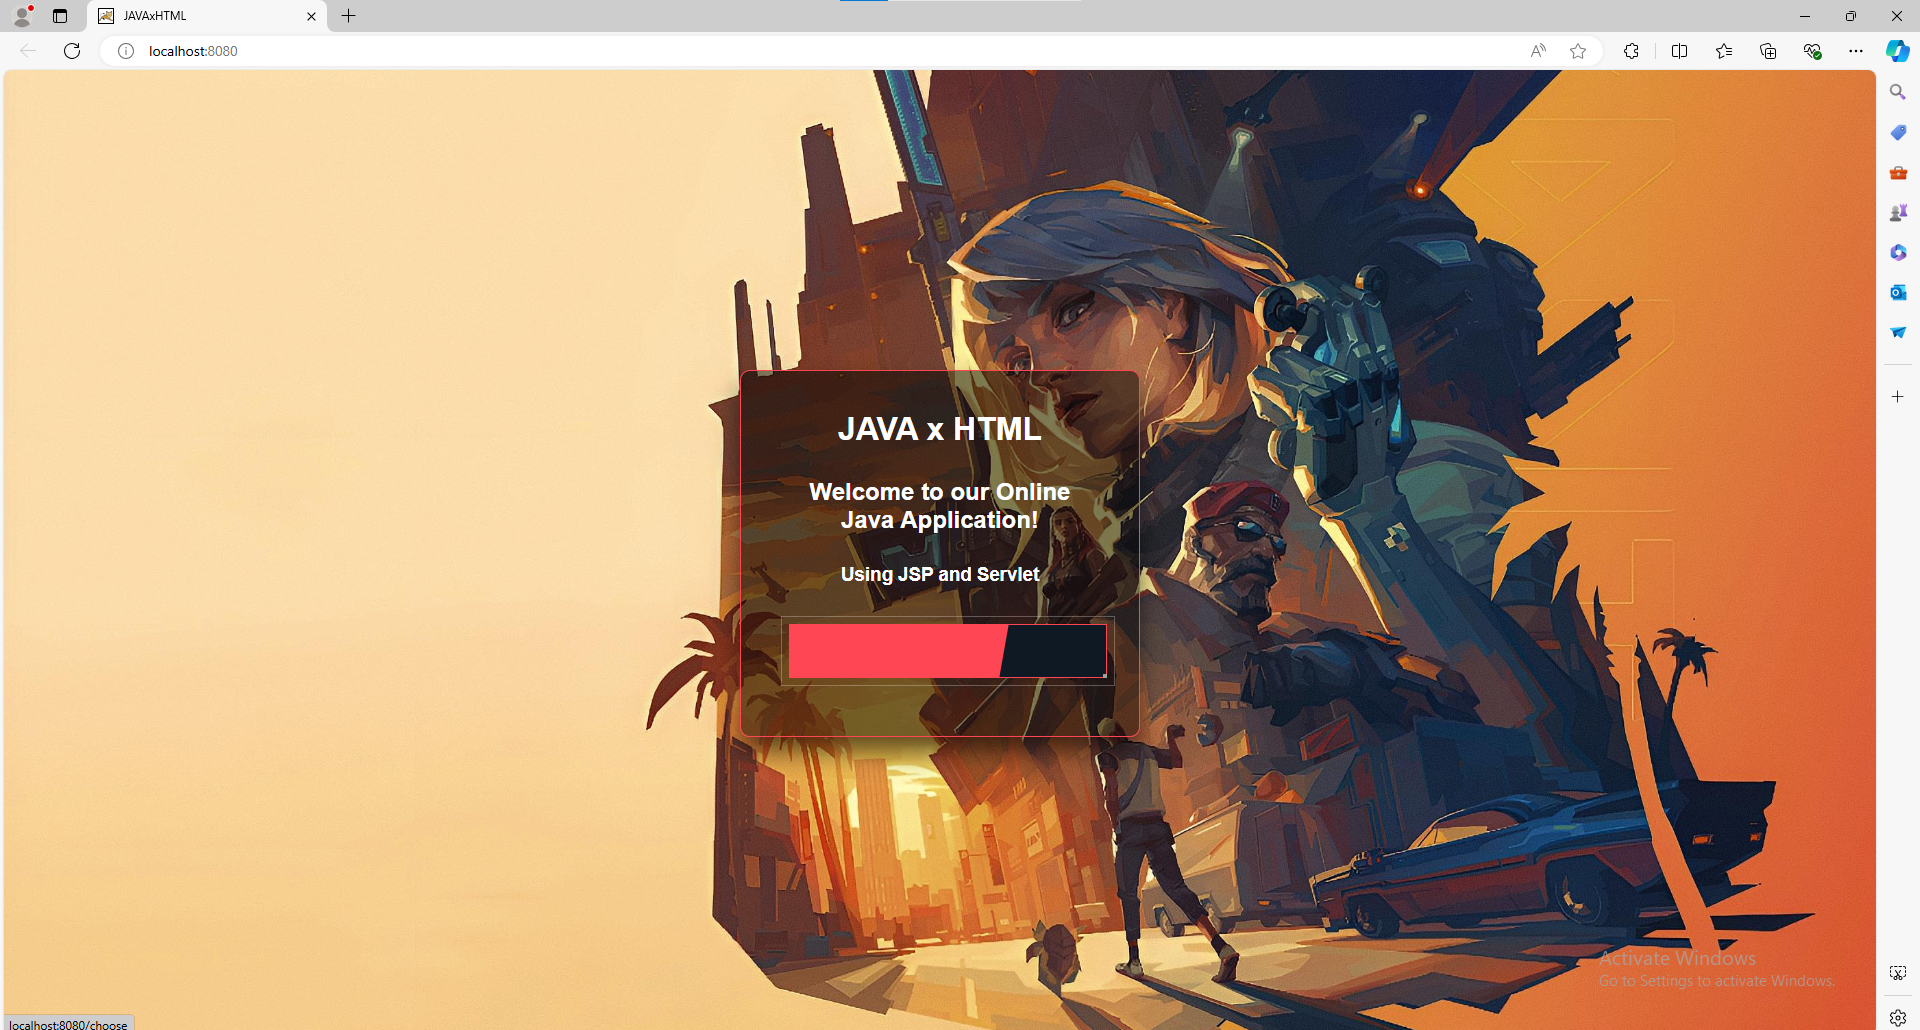 JAVAxHTML
localhost:8080
JAVA x HTML
Welcome to our Online
Java Application!
Using JSP and Servlet
Activate Windows
Go to Settings to activate Windows.
localhost:8080/choose